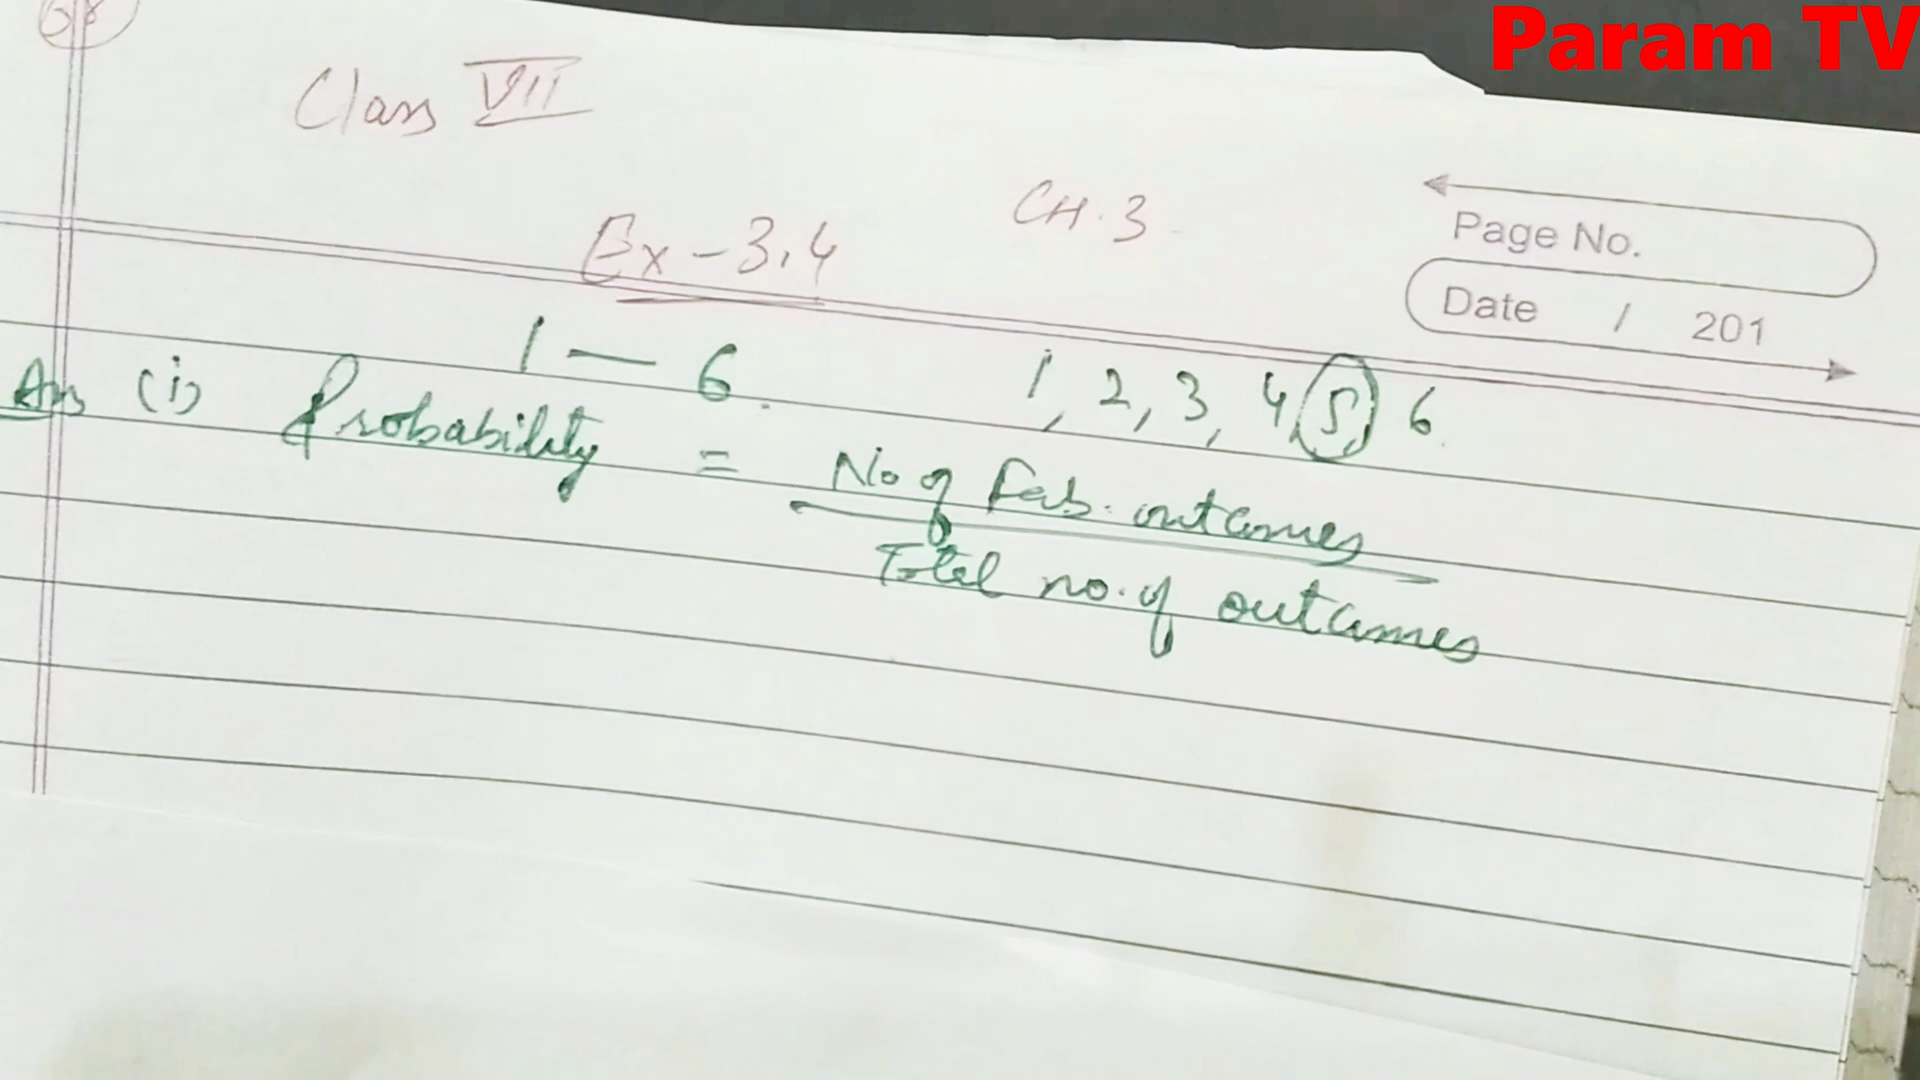 Param TV
Class VII
CH.3
Ex-3.4
Page No.
Date / 201
1 — 6. 1, 2, 3, 4, 5, 6.
Ans (i) Probability = No of Fab. outcomes
Total no. of outcomes